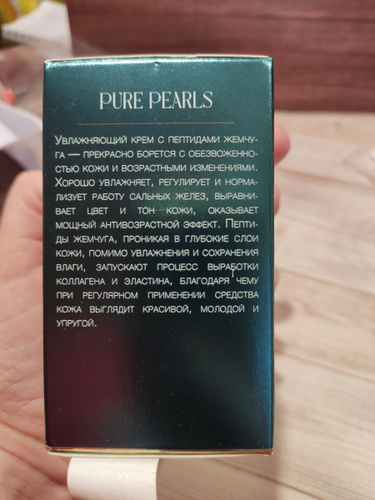 PURE PEARLS
УВЛАЖНЯЮЩИЙ КРЕМ С ПЕПТИДАМИ ЖЕМЧУ-
ГА — ПРЕКРАСНО БОРЕТСЯ С ОБЕЗВОЖЕННО-
СТЬЮ КОЖИ И ВОЗРАСТНЫМИ ИЗМЕНЕНИЯМИ.
ХОРОШО УВЛАЖНЯЕТ, РЕГУЛИРУЕТ И НОРМА-
ЛИЗУЕТ РАБОТУ САЛЬНЫХ ЖЕЛЕЗ, ВЫРАВНИ-
ВАЕТ ЦВЕТ И ТОН КОЖИ, ОКАЗЫВАЕТ
МОЩНЫЙ АНТИВОЗРАСТНОЙ ЭФФЕКТ. ПЕПТИ-
ДЫ ЖЕМЧУГА, ПРОНИКАЯ В ГЛУБОКИЕ СЛОИ
КОЖИ, ПОМИМО УВЛАЖНЕНИЯ И СОХРАНЕНИЯ
ВЛАГИ, ЗАПУСКАЮТ ПРОЦЕСС ВЫРАБОТКИ
КОЛЛАГЕНА И ЭЛАСТИНА, БЛАГОДАРЯ ЧЕМУ
ПРИ РЕГУЛЯРНОМ ПРИМЕНЕНИИ СРЕДСТВА
КОЖА ВЫГЛЯДИТ КРАСИВОЙ, МОЛОДОЙ И
УПРУГОЙ.